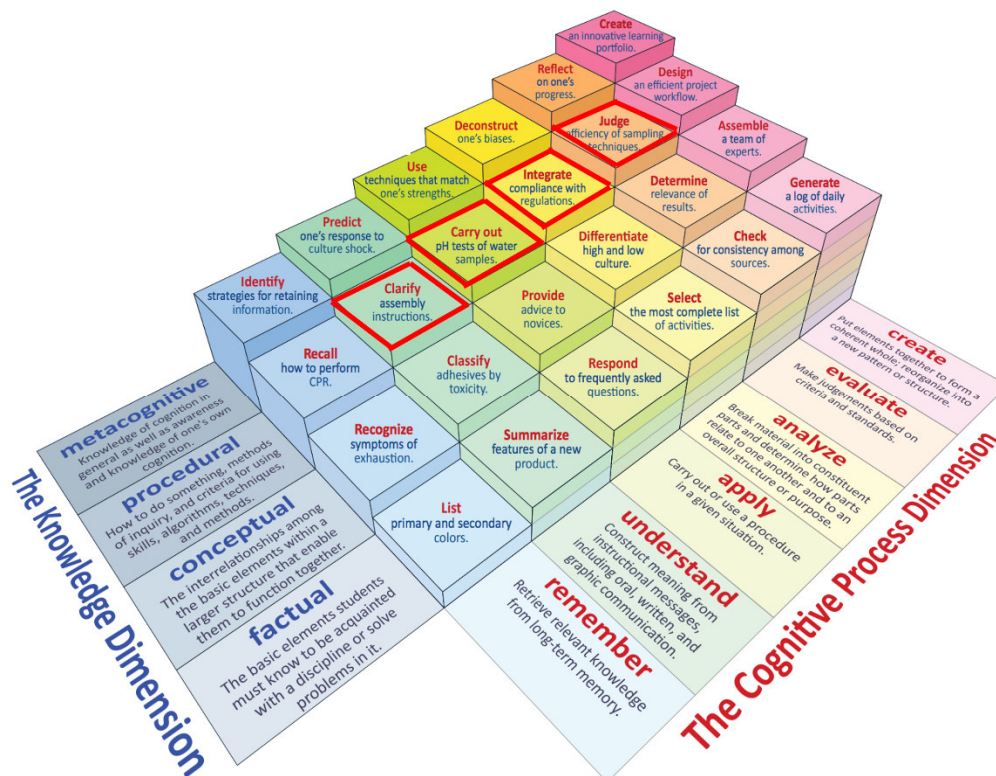 Create
an innovative learning
portfolio.
Reflect
on one's
progress.
Design
an efficient project
workflow.
Deconstruct
one's biases.
Judge
efficiency of sampling
techniques.
Assemble
a team of
experts.
Use
techniques that match
one's strengths.
Integrate
compliance with
regulations.
Determine
relevance of
results.
Generate
a log of daily
activities.
Predict
one's response to
culture shock.
Carry out
pH tests of water
samples.
Differentiate
high and low
culture.
Check
for consistency among
sources.
Identify
strategies for retaining
information.
Clarify
assembly
instructions.
Provide
advice to
novices.
Select
the most complete list
of activities.
Recall
how to perform
CPR.
Classify
adhesives by
toxicity.
Respond
to frequently asked
questions.
Recognize
symptoms of
exhaustion.
Summarize
features of a new
product.
List
primary and secondary
colors.
The Knowledge Dimension
metacognitive
Knowledge of cognition in
general as well as awareness
and knowledge of one's own
cognition.
procedural
How to do something, methods
of inquiry, and criteria for using
skills, algorithms, techniques,
and methods.
conceptual
The interrelationships among
the basic elements within a
larger structure that enable
them to function together.
factual
The basic elements students
must know to be acquainted
with a discipline or solve
problems in it.
The Cognitive Process Dimension
remember
Retrieve relevant knowledge
from long-term memory.
understand
Construct meaning from
instructional messages,
including oral, written, and
graphic communication.
apply
Carry out or use a procedure
in a given situation.
analyze
Break material into constituent
parts and determine how parts
relate to one another and to an
overall structure or purpose.
evaluate
Make judgements based on
criteria and standards.
create
Put elements together to form a
coherent whole; reorganize into
a new pattern or structure.